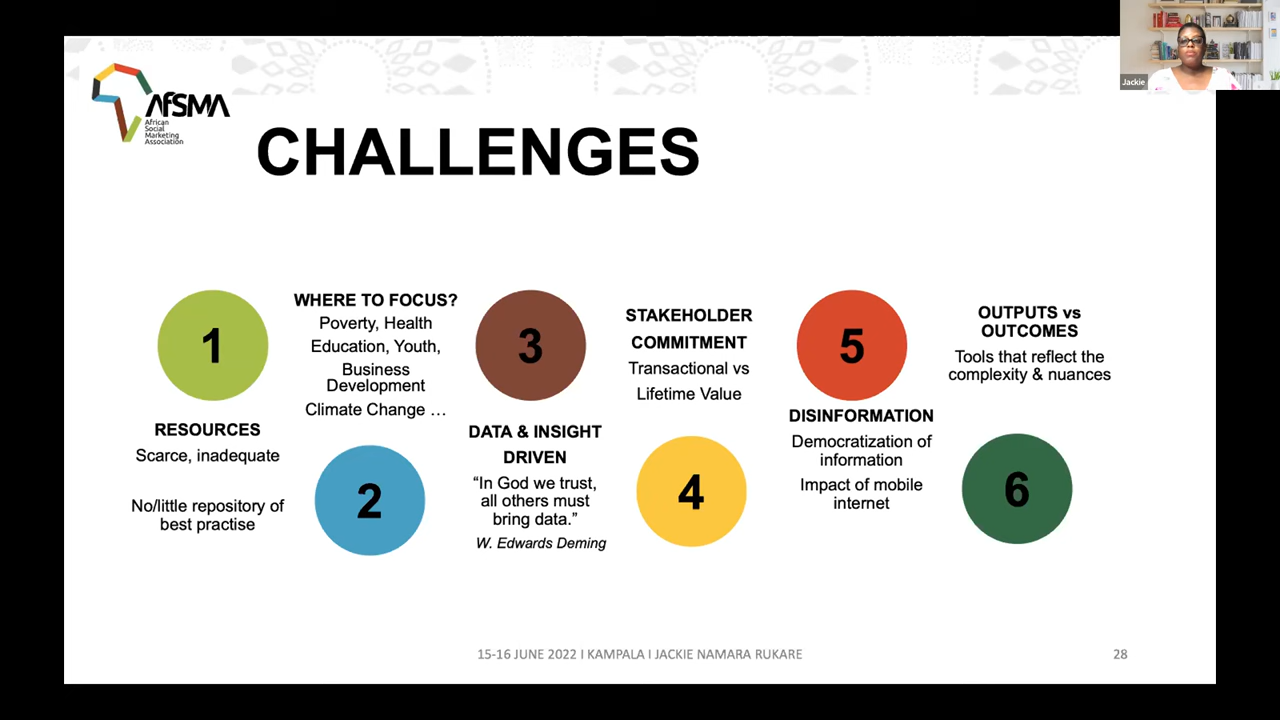 Jackie
AfSMA
African
Social
Marketing
Association
CHALLENGES
1
RESOURCES
Scarce, inadequate
No/little repository of
best practise
WHERE TO FOCUS?
Poverty, Health
Education, Youth,
Business
Development
Climate Change …
2
3
DATA & INSIGHT
DRIVEN
“In God we trust,
all others must
bring data.”
W. Edwards Deming
STAKEHOLDER
COMMITMENT
Transactional vs
Lifetime Value
4
5
DISINFORMATION
Democratization of
information
Impact of mobile
internet
OUTPUTS vs
OUTCOMES
Tools that reflect the
complexity & nuances
6
15-16 JUNE 2022 I KAMPALA I JACKIE NAMARA RUKARE
28